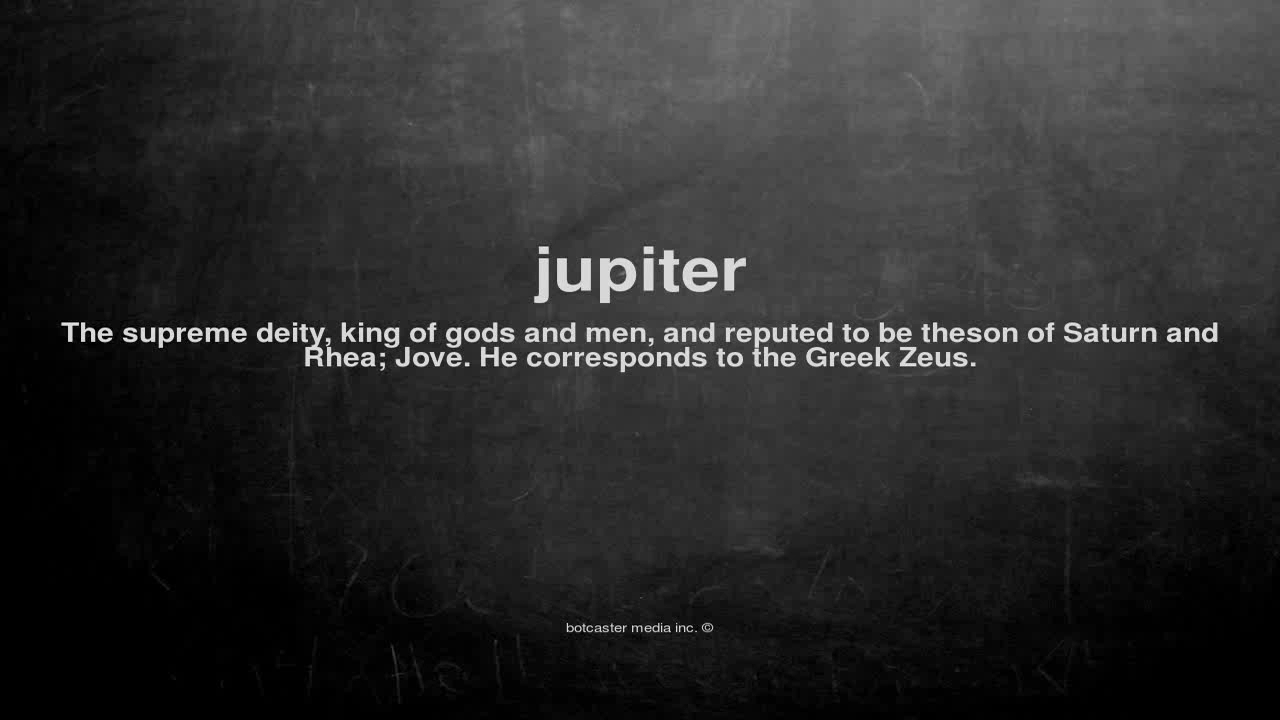 jupiter
The supreme deity, king of gods and men, and reputed to be theson of Saturn and
Rhea; Jove. He corresponds to the Greek Zeus.
botcaster media inc. ©